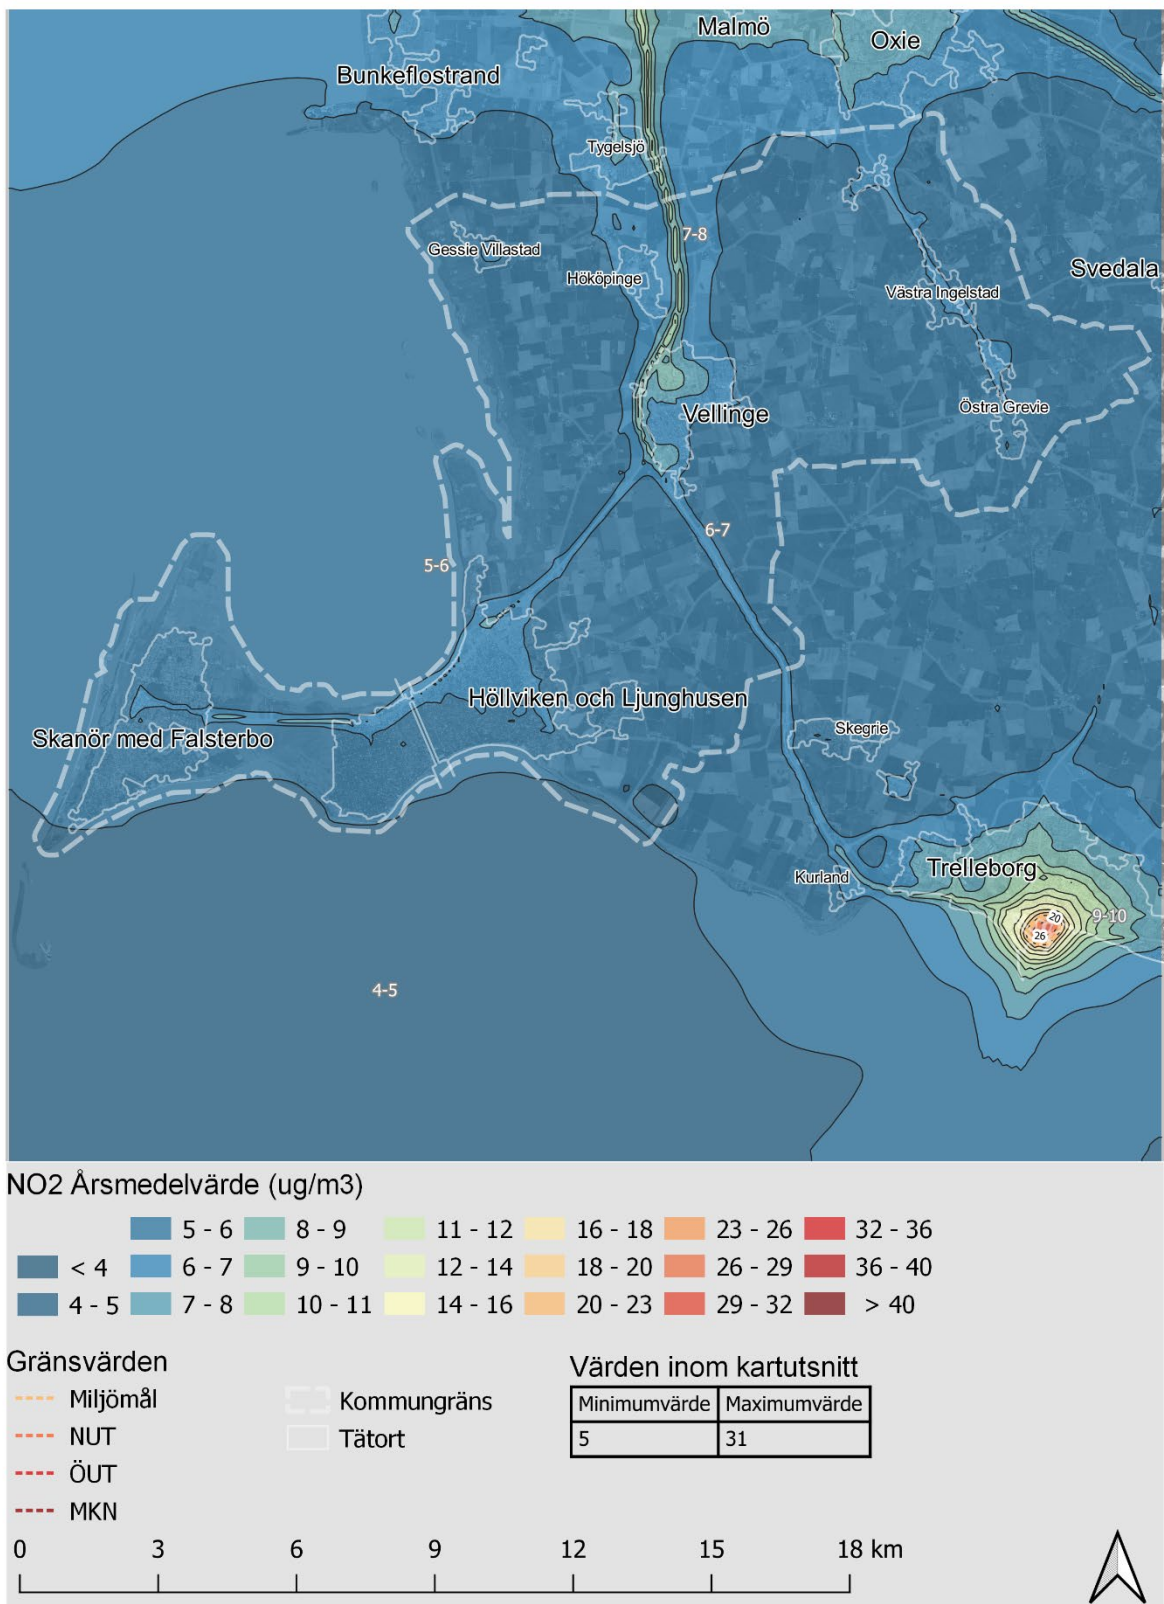 Malmö
Oxie
Bunkeflostrand
Tygelsjö
7-8
Gessie Villastad
Hököpinge
Svedala
Västra Ingelstad
Vellinge
Östra Grevie
6-7
5-6
Höllviken och Ljunghusen
Skanör med Falsterbo
Skegrie
Trelleborg
Kurland
9-10
20
26
4-5
NO2 Årsmedelvärde (ug/m3)
5 - 6 8 - 9 11 - 12 16 - 18 23 - 26 32 - 36
< 4 6 - 7 9 - 10 12 - 14 18 - 20 26 - 29 36 - 40
4 - 5 7 - 8 10 - 11 14 - 16 20 - 23 29 - 32 > 40
Gränsvärden
Miljömål
NUT
ÖUT
MKN
Kommungräns
Tätort
Värden inom kartutsnitt
Minimumvärde Maximumvärde
5 31
0 3 6 9 12 15 18 km